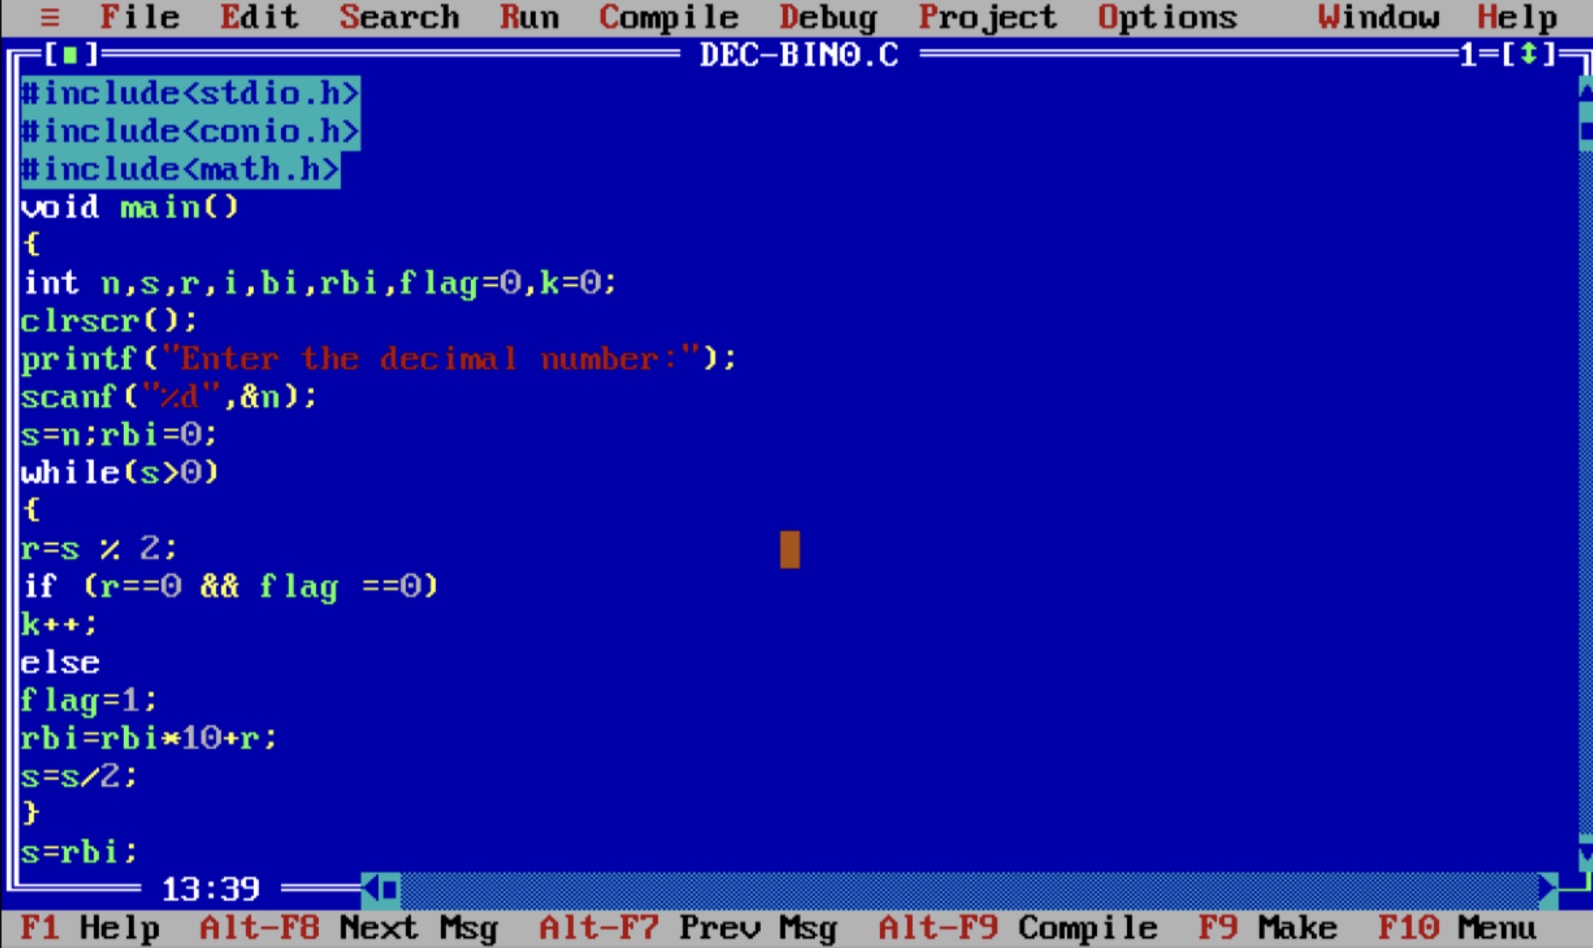 ≡ File Edit Search Run Compile Debug Project Options Window Help
[■] DEC-BIN0.C 1=[↕]
#include<stdio.h>
#include<conio.h>
#include<math.h>
void main()
{
int n,s,r,i,bi,rbi,flag=0,k=0;
clrscr();
printf("Enter the decimal number:");
scanf("%d",&n);
s=n;rbi=0;
while(s>0)
{
r=s % 2;
if (r==0 && flag ==0)
k++;
else
flag=1;
rbi=rbi*10+r;
s=s/2;
}
s=rbi;
13:39
F1 Help Alt-F8 Next Msg Alt-F7 Prev Msg Alt-F9 Compile F9 Make F10 Menu